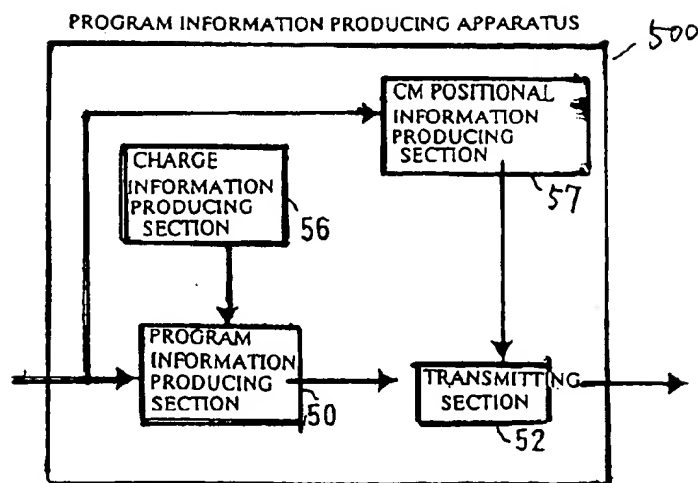 PROGRAM INFORMATION PRODUCING APPARATUS
500
CM POSITIONAL
INFORMATION
PRODUCING
SECTION
57
CHARGE
INFORMATION
PRODUCING
SECTION
56
PROGRAM
INFORMATION
PRODUCING
SECTION
50
TRANSMITTING
SECTION
52